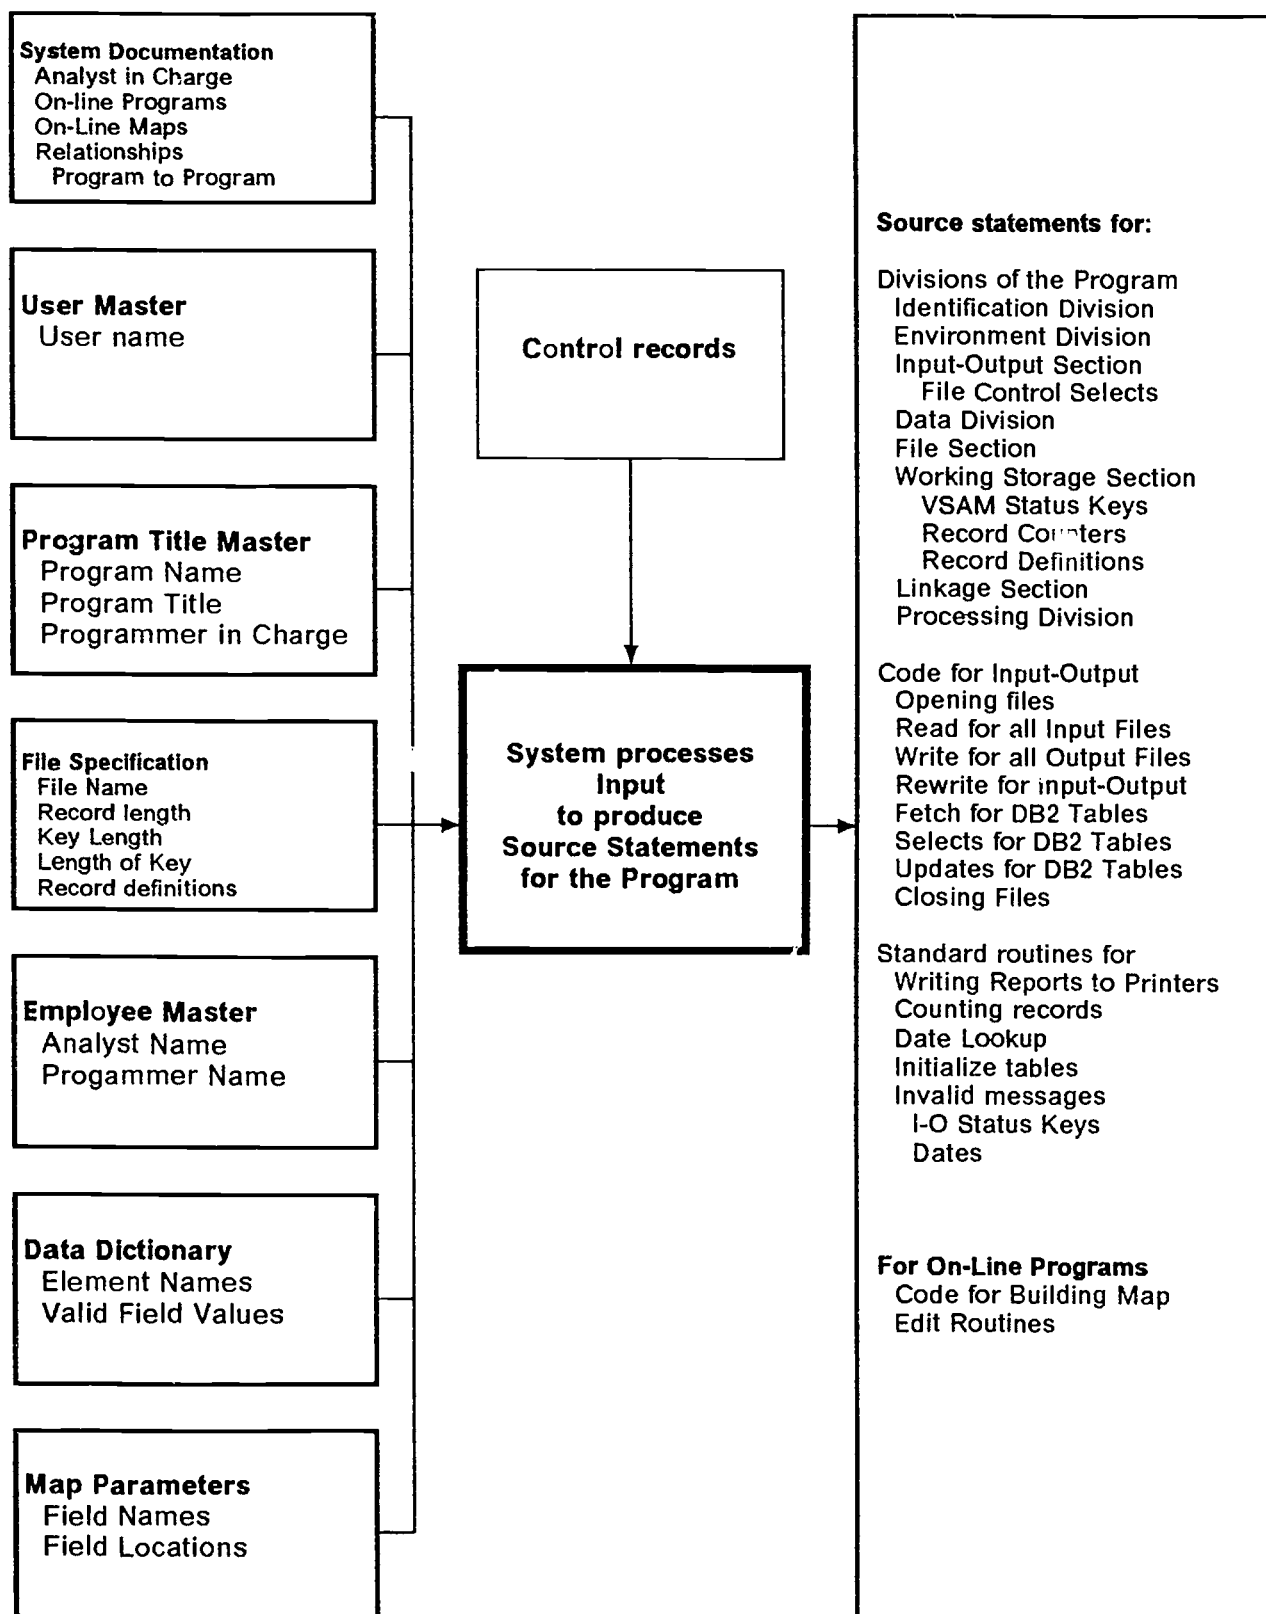 System Documentation
Analyst in Charge
On-line Programs
On-Line Maps
Relationships
Program to Program
User Master
User name
Program Title Master
Program Name
Program Title
Programmer in Charge
File Specification
File Name
Record length
Key Length
Length of Key
Record definitions
Employee Master
Analyst Name
Progammer Name
Data Dictionary
Element Names
Valid Field Values
Map Parameters
Field Names
Field Locations
Control records
System processes
Input
to produce
Source Statements
for the Program
Source statements for:
Divisions of the Program
Identification Division
Environment Division
Input-Output Section
File Control Selects
Data Division
File Section
Working Storage Section
VSAM Status Keys
Record Counters
Record Definitions
Linkage Section
Processing Division
Code for Input-Output
Opening files
Read for all Input Files
Write for all Output Files
Rewrite for input-Output
Fetch for DB2 Tables
Selects for DB2 Tables
Updates for DB2 Tables
Closing Files
Standard routines for
Writing Reports to Printers
Counting records
Date Lookup
Initialize tables
Invalid messages
I-O Status Keys
Dates
For On-Line Programs
Code for Building Map
Edit Routines